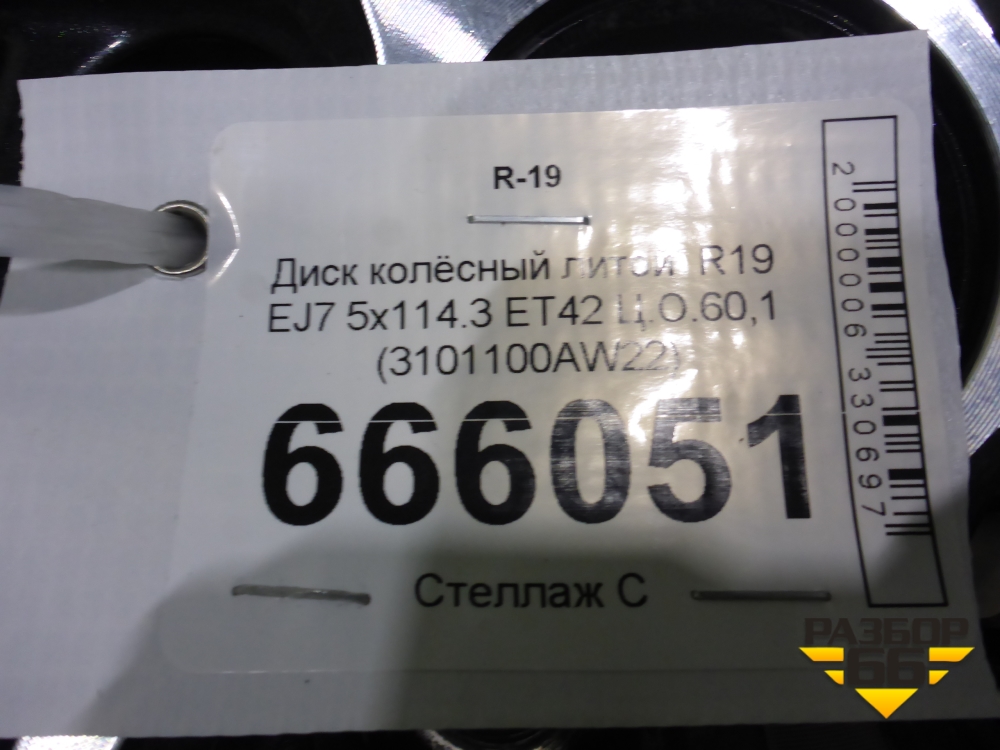 R-19
Диск колёсный литой R19
EJ7 5x114.3 ET42 Ц.О.60,1
(3101100AW22)
666051
Стеллаж С
2000006330697
РАЗБОР
66